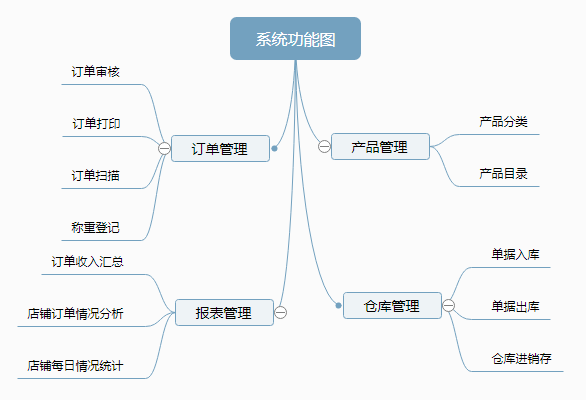 系统功能图
订单管理
订单审核
订单打印
订单扫描
称重登记
报表管理
订单收入汇总
店铺订单情况分析
店铺每日情况统计
产品管理
产品分类
产品目录
仓库管理
单据入库
单据出库
仓库进销存